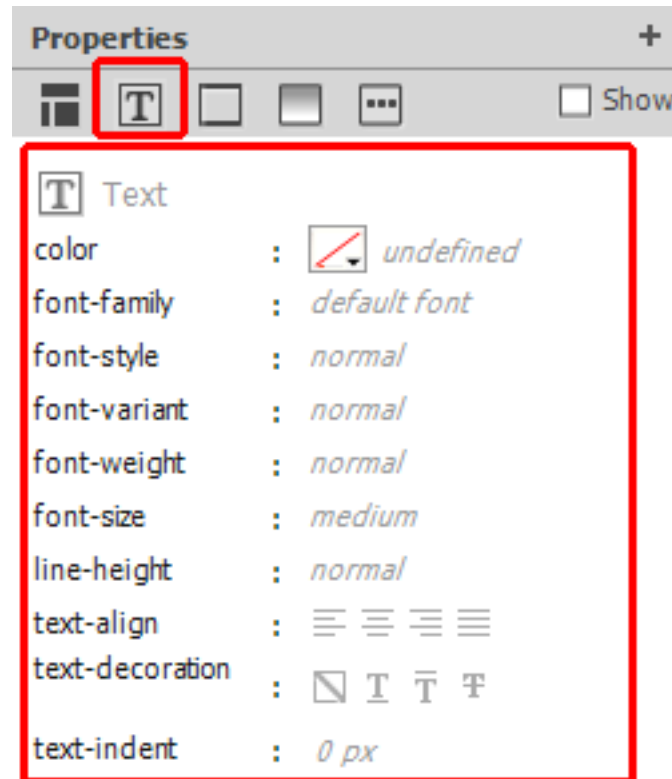 Properties +
Show
T Text
color : undefined
font-family : default font
font-style : normal
font-variant : normal
font-weight : normal
font-size : medium
line-height : normal
text-align :
text-decoration : T T T
text-indent : 0 px